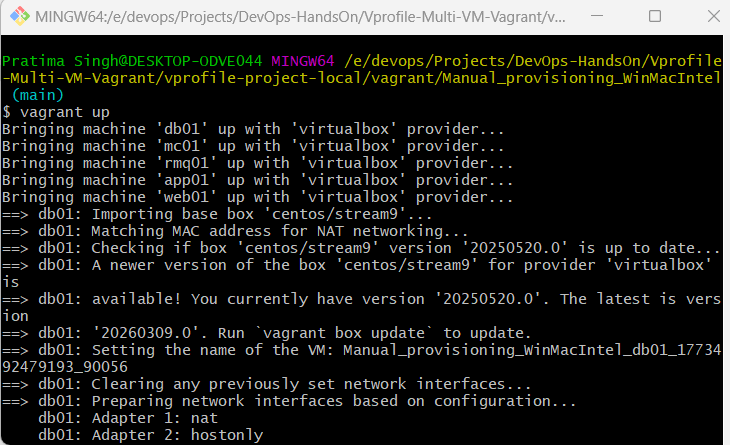 MINGW64:/e/devops/Projects/DevOps-HandsOn/Vprofile-Multi-VM-Vagrant/v...
Pratima Singh@DESKTOP-ODVE044 MINGW64 /e/devops/Projects/DevOps-HandsOn/Vprofile
-Multi-VM-Vagrant/vprofile-project-local/vagrant/Manual_provisioning_WinMacIntel
(main)
$ vagrant up
Bringing machine 'db01' up with 'virtualbox' provider...
Bringing machine 'mc01' up with 'virtualbox' provider...
Bringing machine 'rmq01' up with 'virtualbox' provider...
Bringing machine 'app01' up with 'virtualbox' provider...
Bringing machine 'web01' up with 'virtualbox' provider...
==> db01: Importing base box 'centos/stream9'...
==> db01: Matching MAC address for NAT networking...
==> db01: Checking if box 'centos/stream9' version '20250520.0' is up to date...
==> db01: A newer version of the box 'centos/stream9' for provider 'virtualbox'
is
==> db01: available! You currently have version '20250520.0'. The latest is vers
ion
==> db01: '20260309.0'. Run `vagrant box update` to update.
==> db01: Setting the name of the VM: Manual_provisioning_WinMacIntel_db01_17734
92479193_90056
==> db01: Clearing any previously set network interfaces...
==> db01: Preparing network interfaces based on configuration...
    db01: Adapter 1: nat
    db01: Adapter 2: hostonly